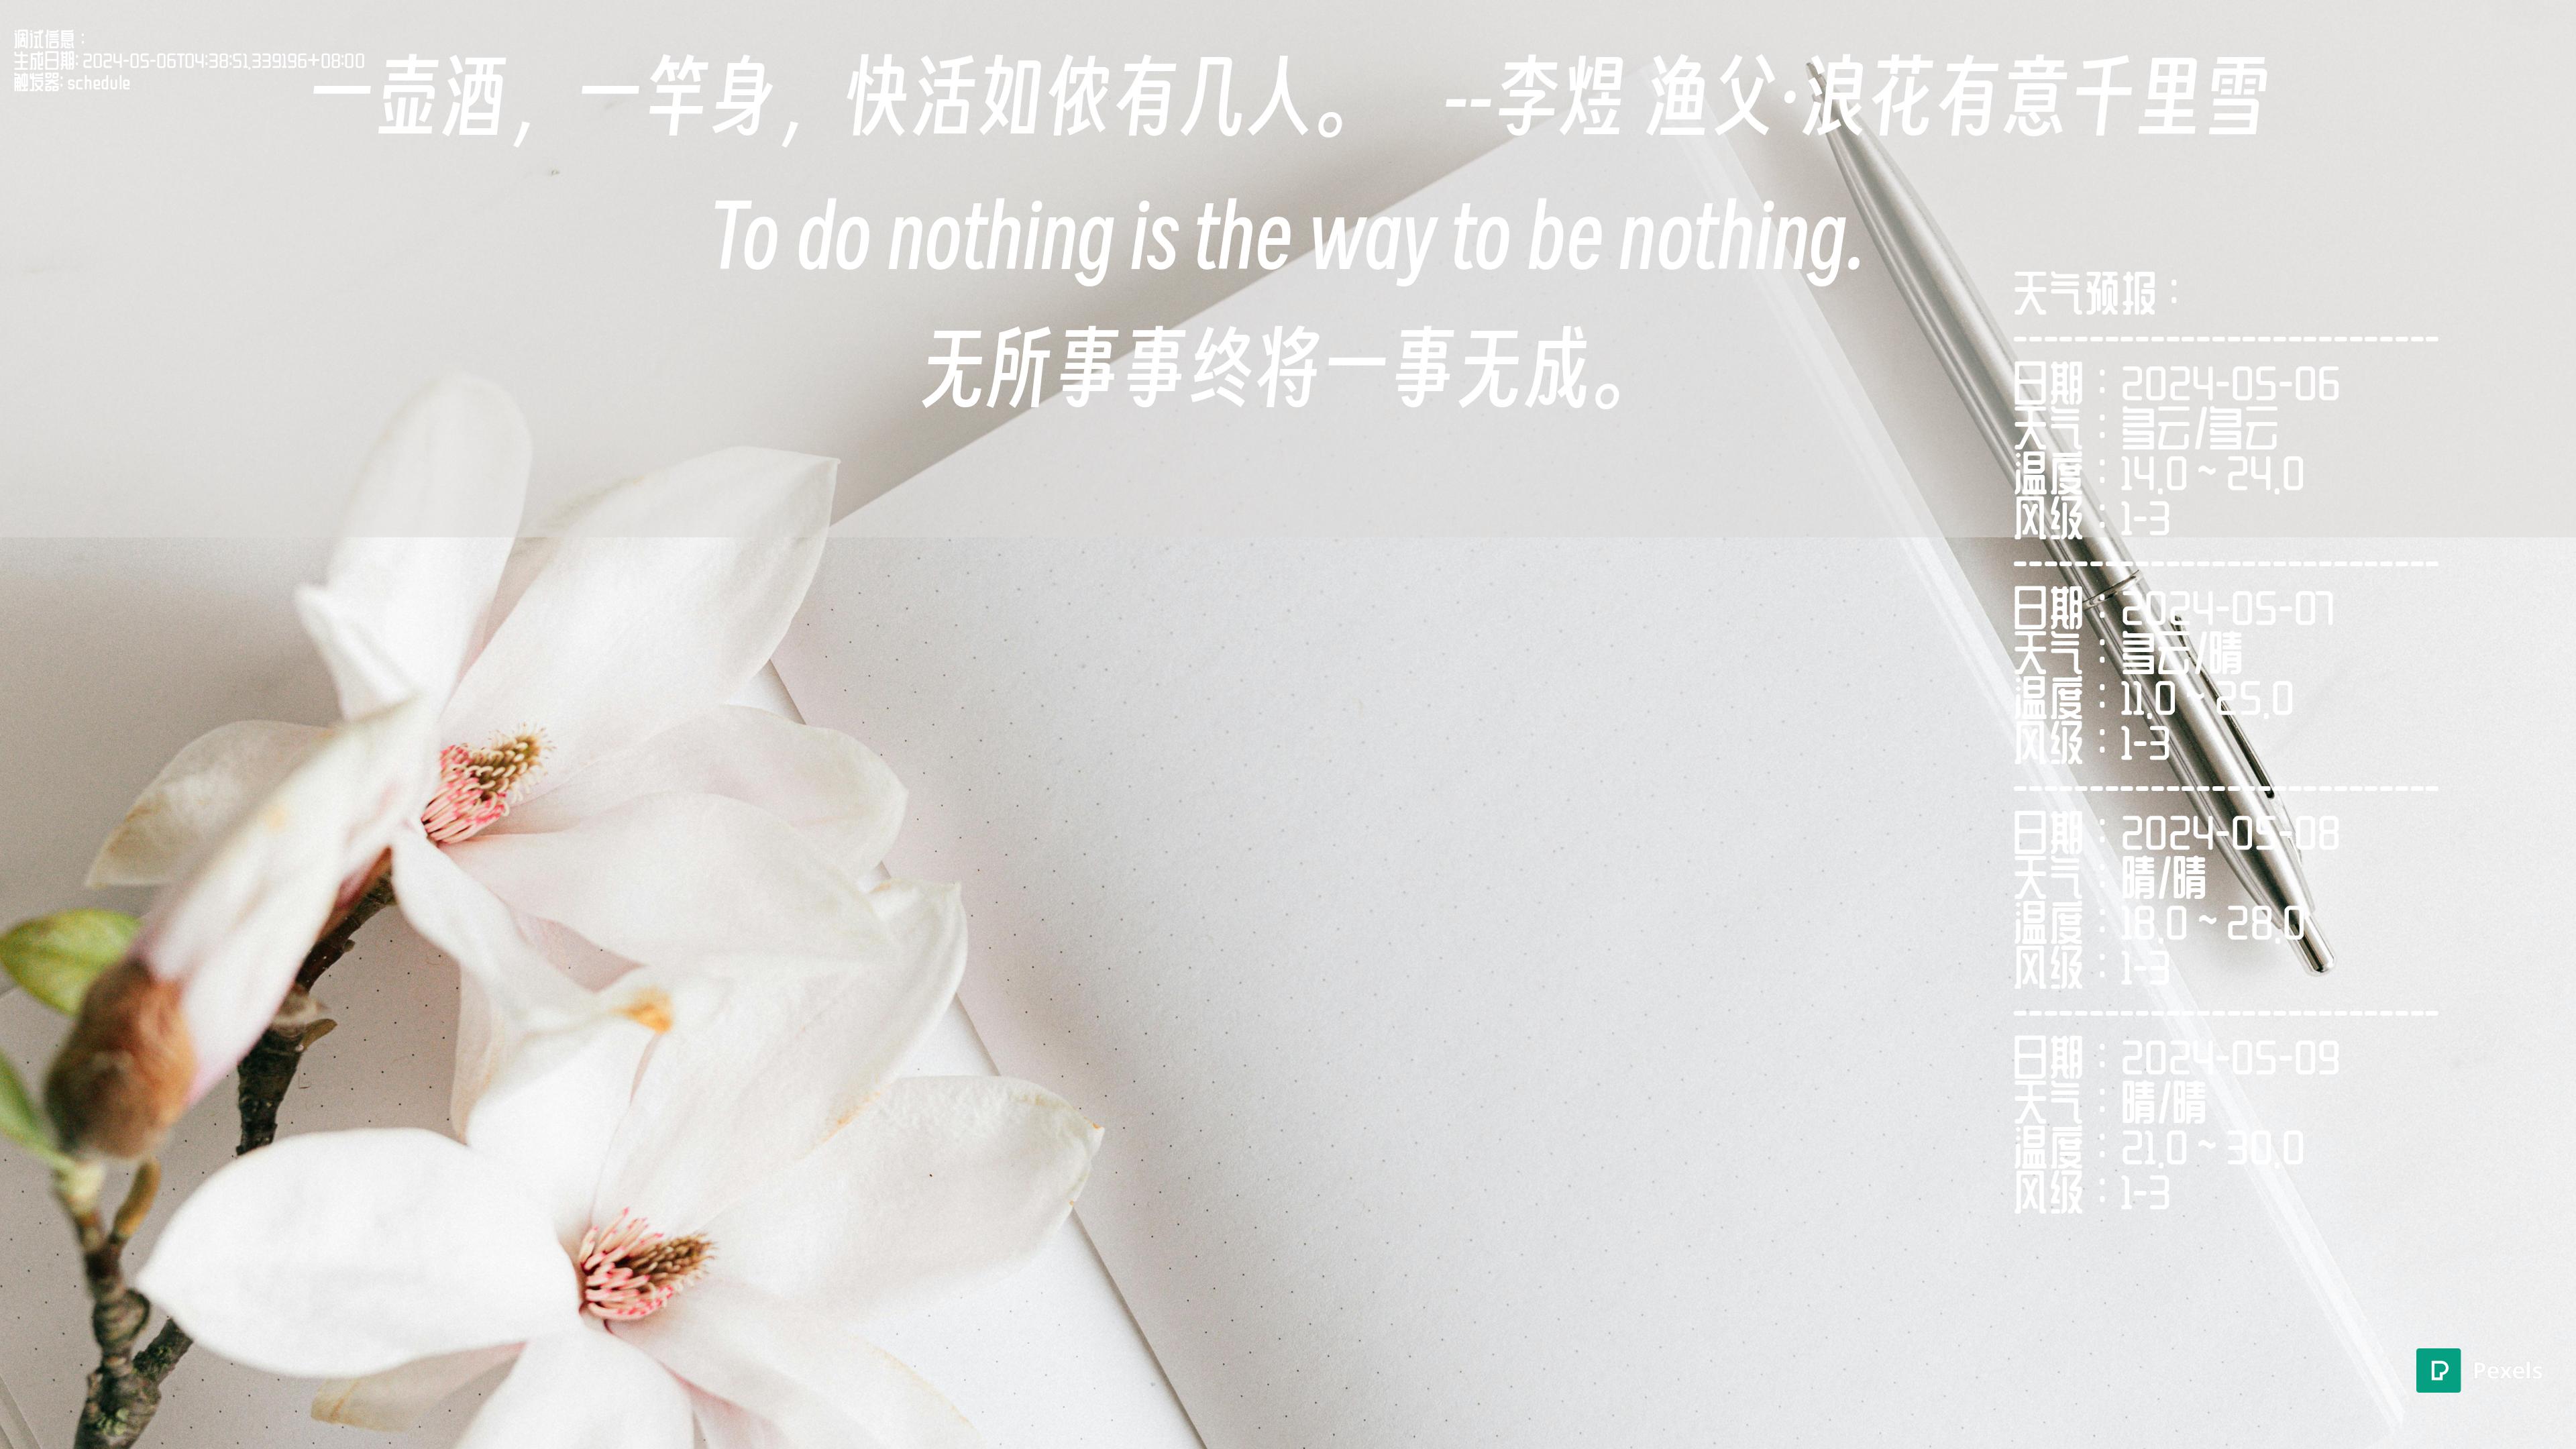 调试信息：
生成日期: 2024-05-06T04:38:51.339196+08:00
触发器: schedule
一壶酒，一竿身，快活如侬有几人。 --李煜 渔父·浪花有意千里雪
To do nothing is the way to be nothing.
无所事事终将一事无成。
天气预报：
------------------------------
日期：2024-05-06
天气：多云/多云
温度：14.0 ~ 24.0
风级：1-3
------------------------------
日期：2024-05-07
天气：多云/晴
温度：11.0 ~ 25.0
风级：1-3
------------------------------
日期：2024-05-08
天气：晴/晴
温度：18.0 ~ 28.0
风级：1-3
------------------------------
日期：2024-05-09
天气：晴/晴
温度：21.0 ~ 30.0
风级：1-3
Pexels